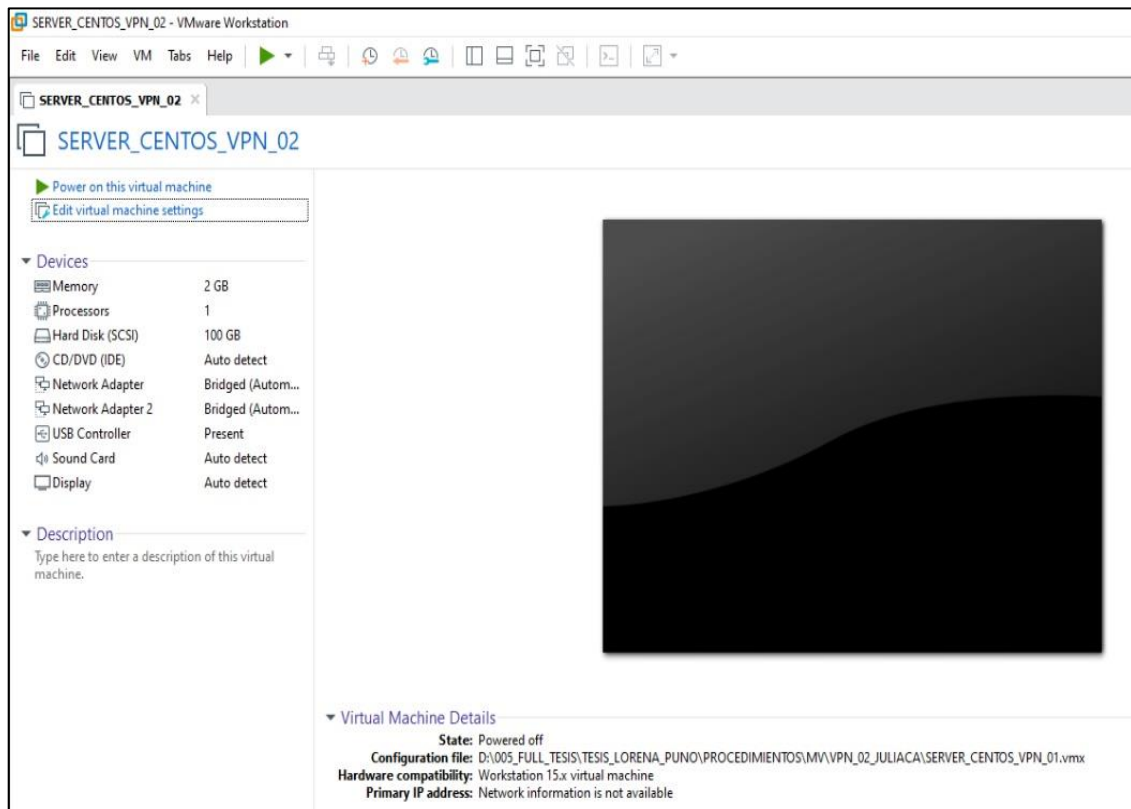 SERVER_CENTOS_VPN_02 - VMware Workstation
File Edit View VM Tabs Help
SERVER_CENTOS_VPN_02
SERVER_CENTOS_VPN_02
Power on this virtual machine
Edit virtual machine settings
Devices
Memory 2 GB
Processors 1
Hard Disk (SCSI) 100 GB
CD/DVD (IDE) Auto detect
Network Adapter Bridged (Autom...
Network Adapter 2 Bridged (Autom...
USB Controller Present
Sound Card Auto detect
Display Auto detect
Description
Type here to enter a description of this virtual
machine.
Virtual Machine Details
State: Powered off
Configuration file: D:\005_FULL_TESIS\TESIS_LORENA_PUNO\PROCEDIMIENTOS\MV\VPN_02_JULIACA\SERVER_CENTOS_VPN_01.vmx
Hardware compatibility: Workstation 15.x virtual machine
Primary IP address: Network information is not available